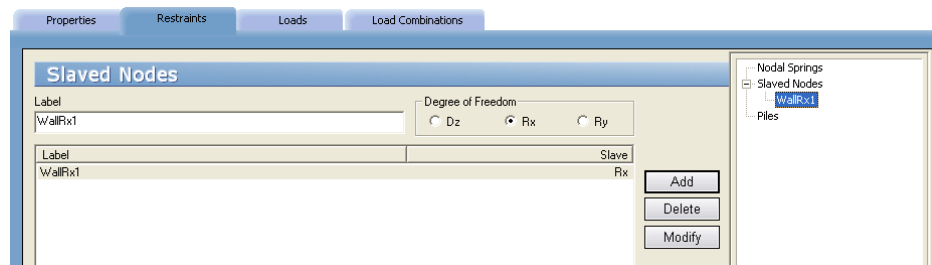 Properties
Restraints
Loads
Load Combinations
Slaved Nodes
Label
WallRx1
Degree of Freedom
Dz
Rx
Ry
Label Slave
WallRx1 Rx
Add
Delete
Modify
Nodal Springs
Slaved Nodes
WallRx1
Piles